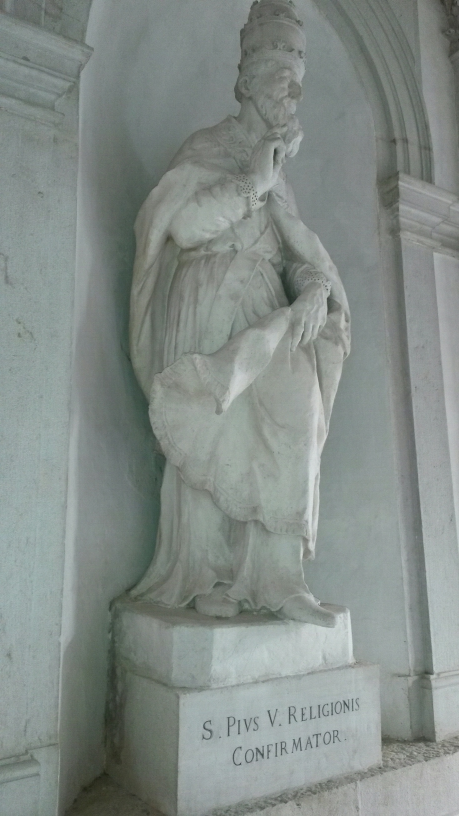 S. PIVS V. RELIGIONIS
CONFIRMATOR.